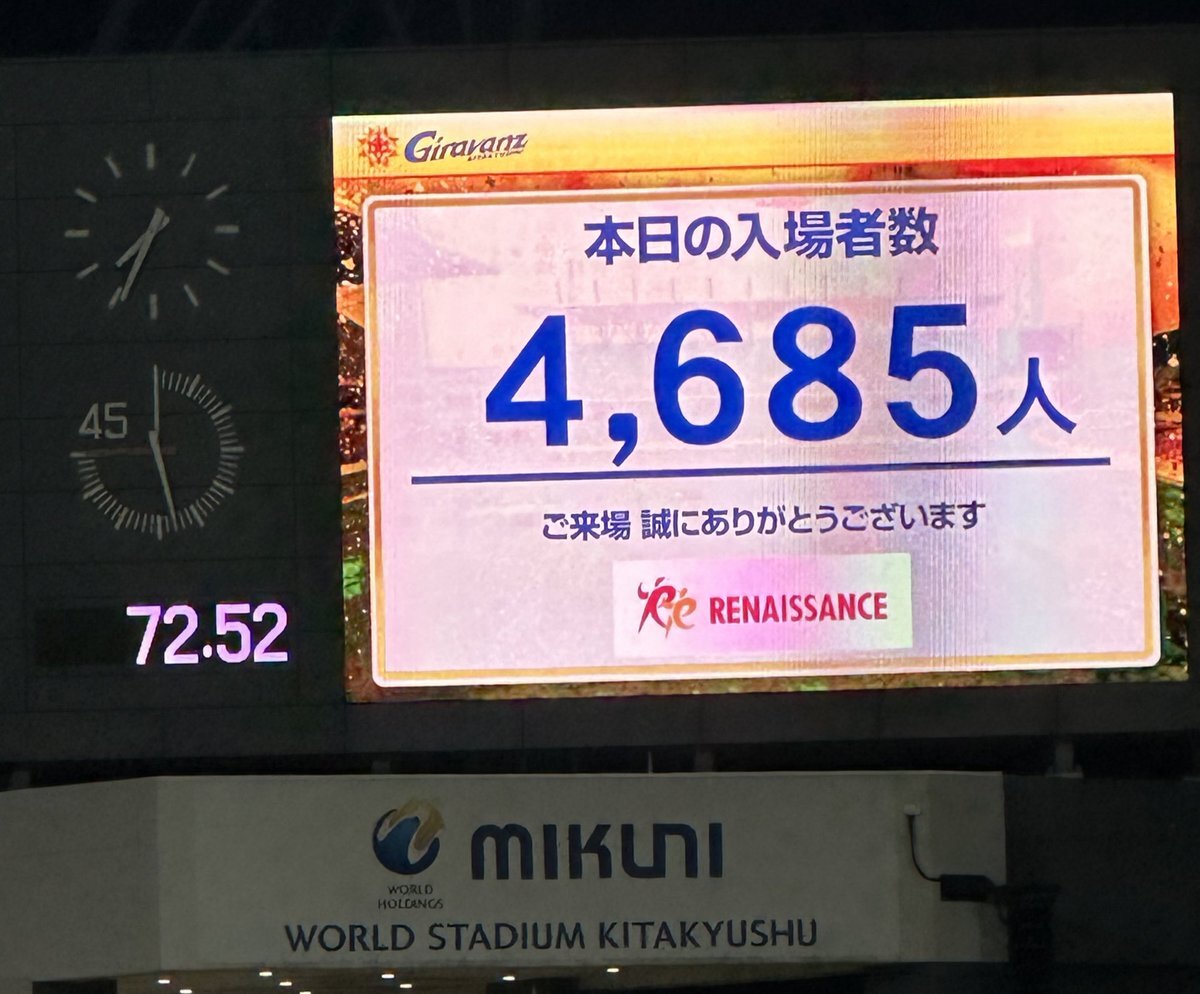 Giravanz
KITAKYUSHU
本日の入場者数
4,685人
ご来場 誠にありがとうございます
RENAISSANCE
45
72.52
WORLD
HOLDINGS
MIKUNI
WORLD STADIUM KITAKYUSHU